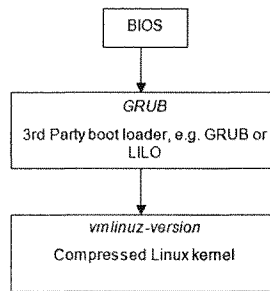 BIOS
GRUB
3rd Party boot loader, e.g. GRUB or
LILO
vmlinuz-version
Compressed Linux kernel